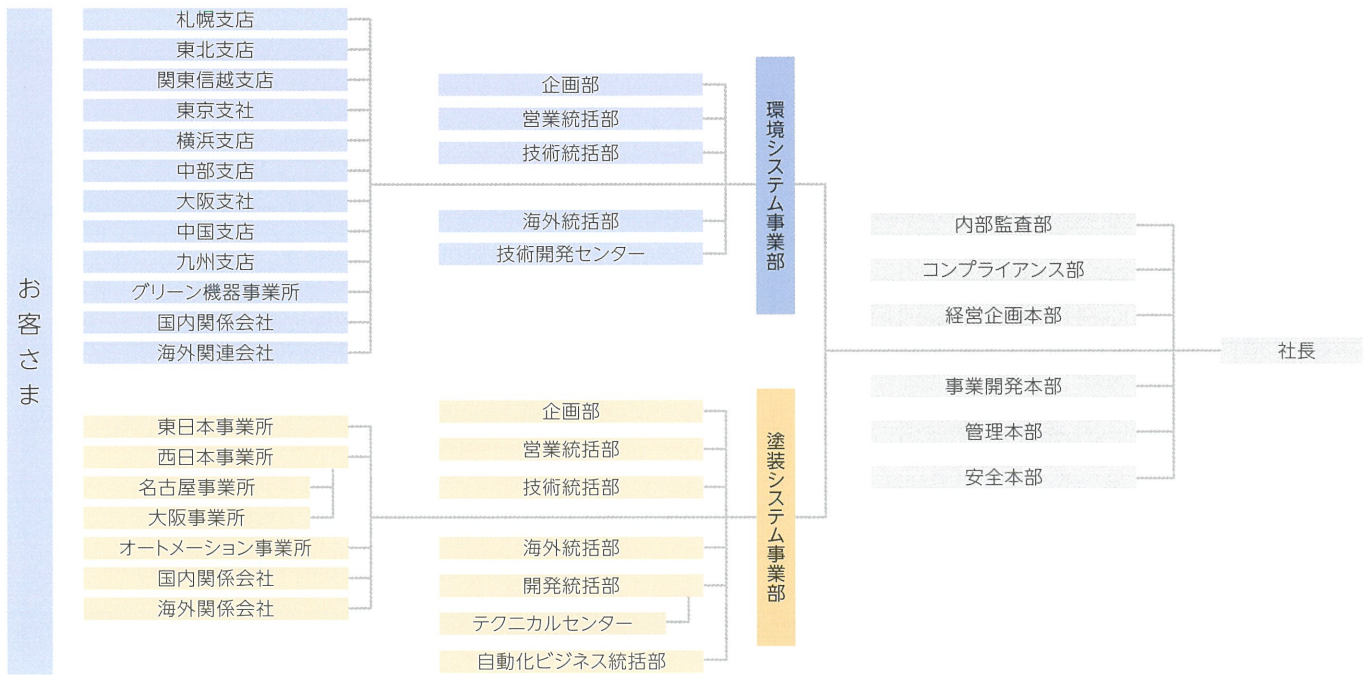 お客さま
札幌支店
東北支店
関東信越支店
東京支社
横浜支店
中部支店
大阪支社
中国支店
九州支店
グリーン機器事業所
国内関係会社
海外関連会社
東日本事業所
西日本事業所
名古屋事業所
大阪事業所
オートメーション事業所
国内関係会社
海外関係会社
企画部
営業統括部
技術統括部
海外統括部
技術開発センター
企画部
営業統括部
技術統括部
海外統括部
開発統括部
テクニカルセンター
自動化ビジネス統括部
環境システム事業部
塗装システム事業部
内部監査部
コンプライアンス部
経営企画本部
事業開発本部
管理本部
安全本部
社長